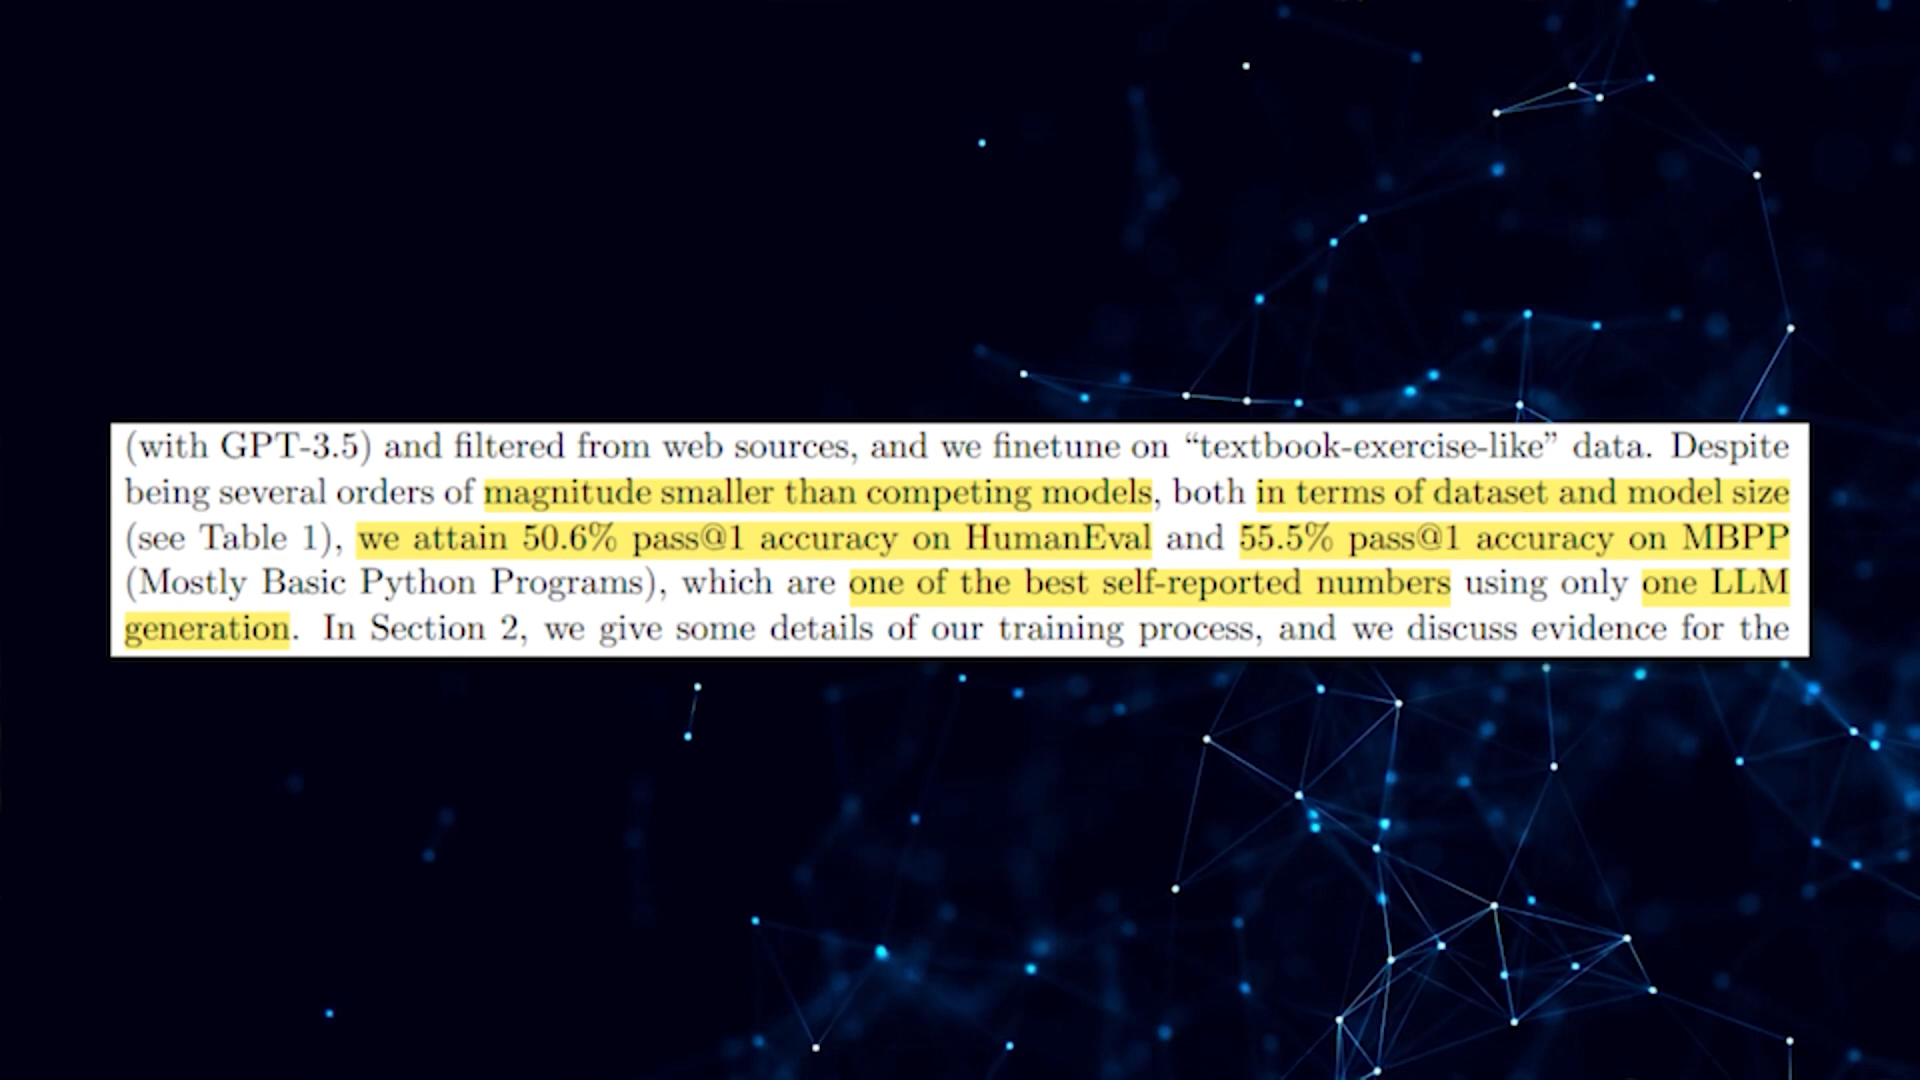 (with GPT-3.5) and filtered from web sources, and we finetune on “textbook-exercise-like” data. Despite
being several orders of magnitude smaller than competing models, both in terms of dataset and model size
(see Table 1), we attain 50.6% pass@1 accuracy on HumanEval and 55.5% pass@1 accuracy on MBPP
(Mostly Basic Python Programs), which are one of the best self-reported numbers using only one LLM
generation. In Section 2, we give some details of our training process, and we discuss evidence for the